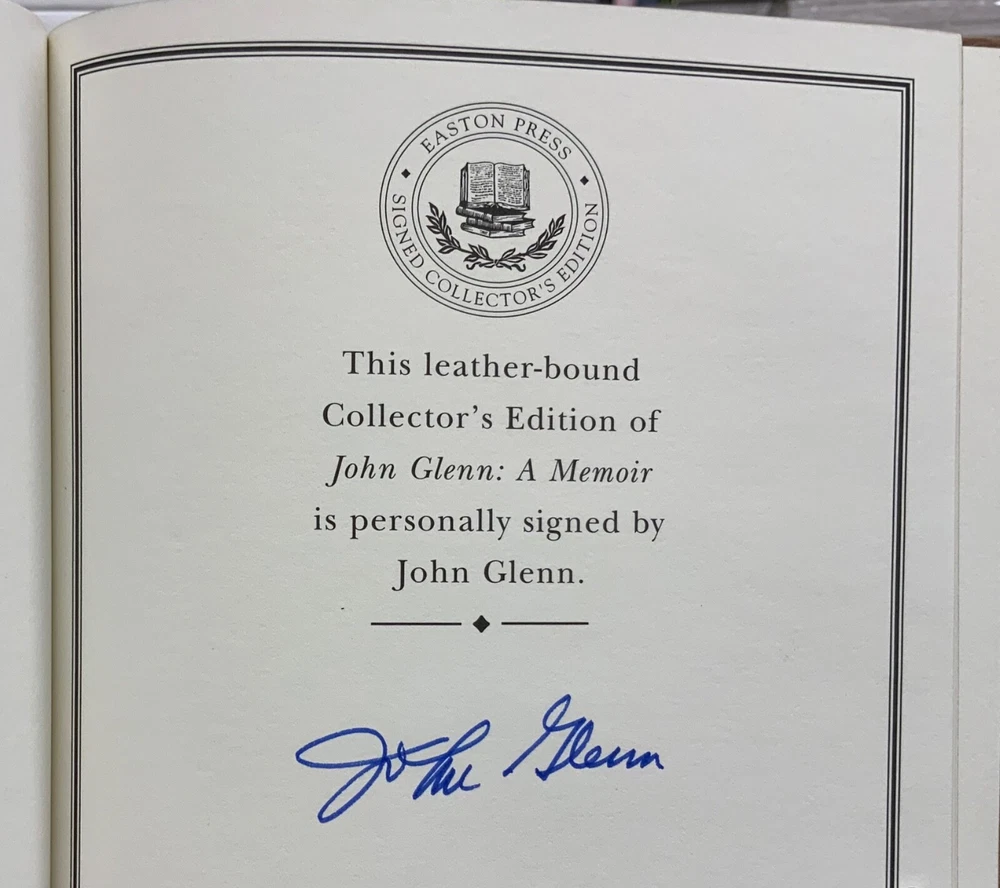 EASTON PRESS
SIGNED COLLECTOR'S EDITION
This leather-bound
Collector's Edition of
John Glenn: A Memoir
is personally signed by
John Glenn.
John Glenn